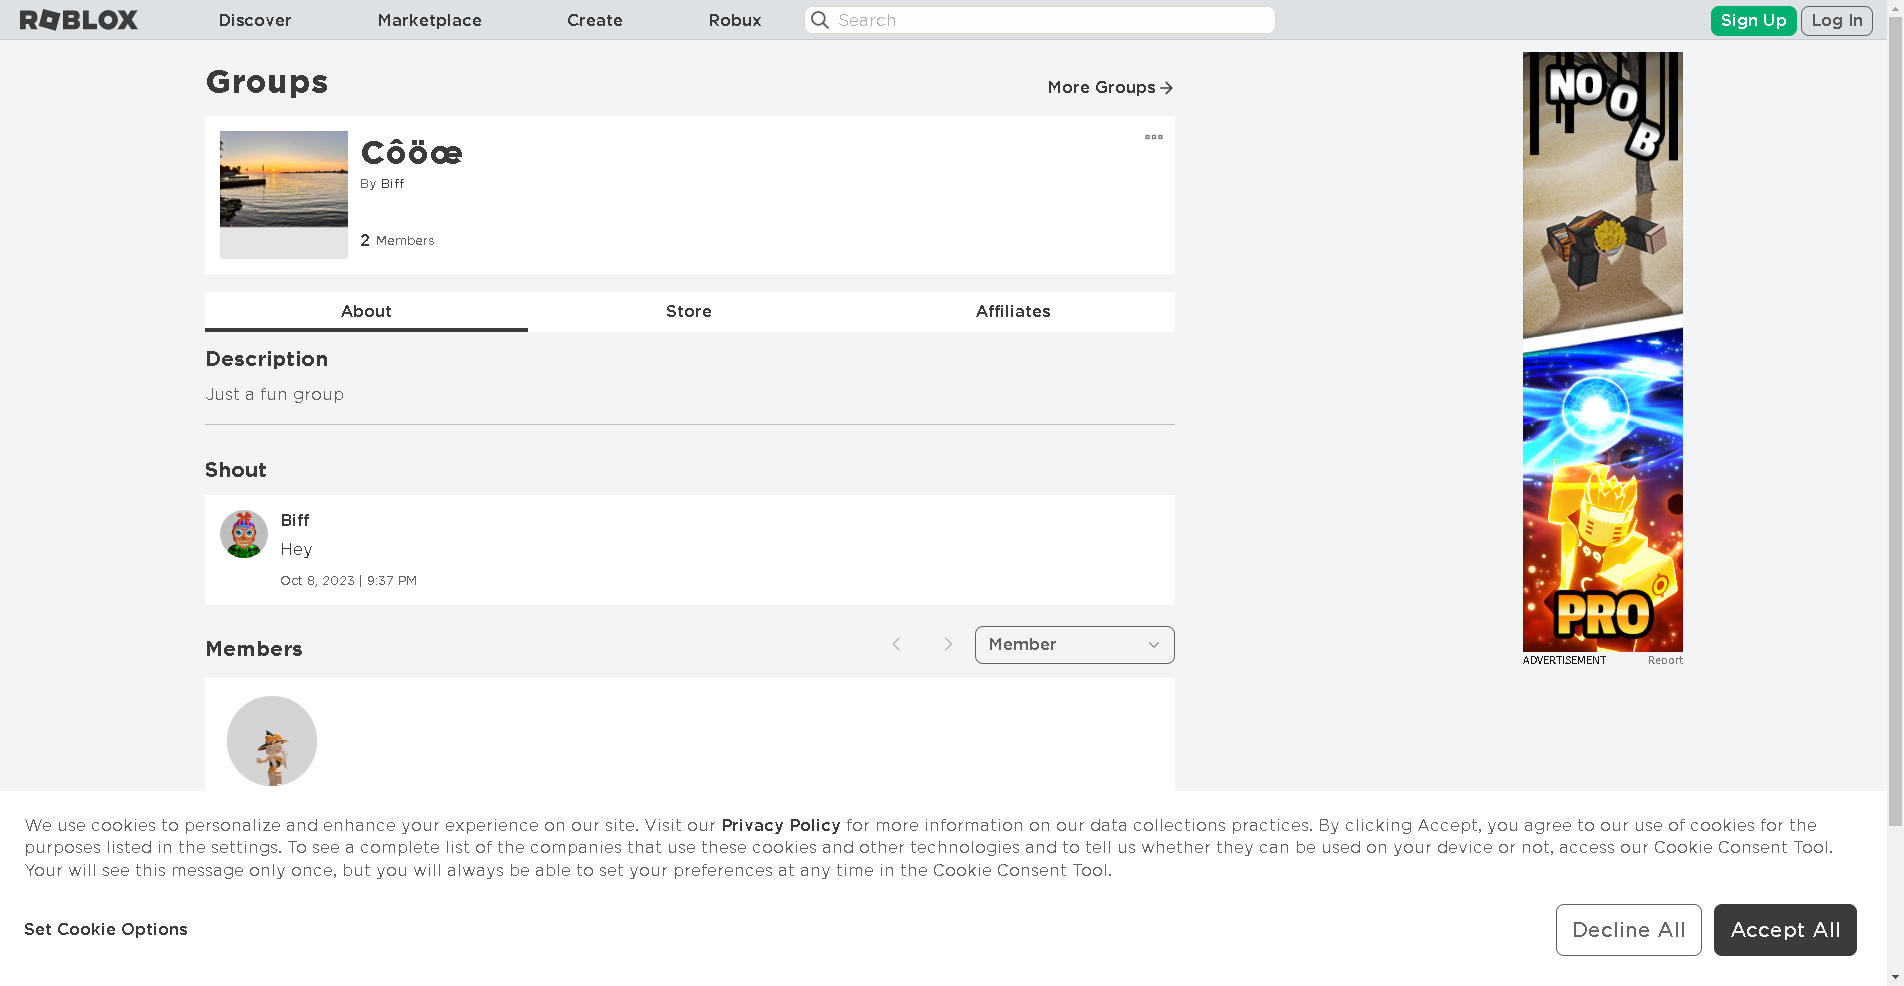 ROBLOX
Discover
Marketplace
Create
Robux
Search
Sign Up
Log In
Groups
More Groups
Côöœ
By Biff
2 Members
About
Store
Affiliates
Description
Just a fun group
Shout
Biff
Hey
Oct 8, 2023 | 9:37 PM
Members
Member
NOOB
PRO
ADVERTISEMENT
Report
We use cookies to personalize and enhance your experience on our site. Visit our Privacy Policy for more information on our data collections practices. By clicking Accept, you agree to our use of cookies for the
purposes listed in the settings. To see a complete list of the companies that use these cookies and other technologies and to tell us whether they can be used on your device or not, access our Cookie Consent Tool.
Your will see this message only once, but you will always be able to set your preferences at any time in the Cookie Consent Tool.
Set Cookie Options
Decline All
Accept All